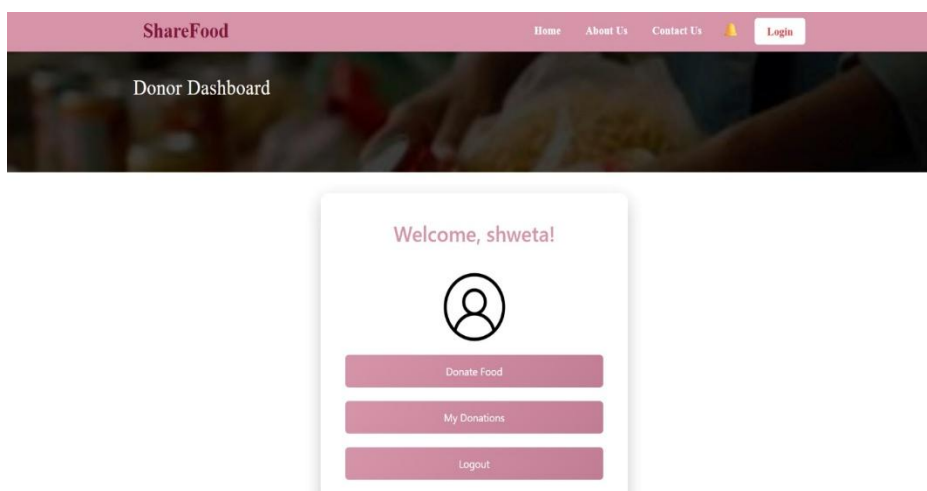 ShareFood Home About Us Contact Us Login
Donor Dashboard
Welcome, shweta!
Donate Food
My Donations
Logout